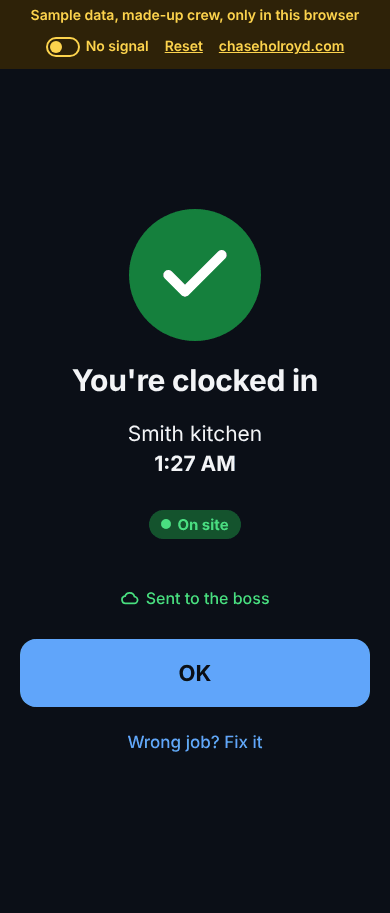 Sample data, made-up crew, only in this browser
No signal Reset chaseholroyd.com
You're clocked in
Smith kitchen
1:27 AM
On site
Sent to the boss
OK
Wrong job? Fix it